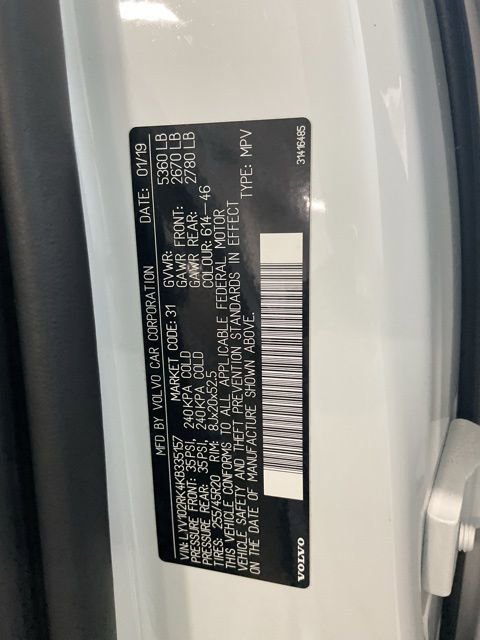 MFD BY VOLVO CAR CORPORATION DATE: 01/19
VIN: LYV102RK4KB335157 MARKET CODE: 31 GVWR: 5360 LB
PRESSURE FRONT: 35PSI, 240KPA COLD GAWR FRONT: 2670 LB
PRESSURE REAR: 35PSI, 240KPA COLD GAWR REAR: 2780 LB
TIRES: 255/45R20 RIM: 8JX20X52.5 COLOUR: 614-46
THIS VEHICLE CONFORMS TO ALL APPLICABLE FEDERAL MOTOR
VEHICLE SAFETY AND THEFT PREVENTION STANDARDS IN EFFECT
ON THE DATE OF MANUFACTURE SHOWN ABOVE. TYPE: MPV
VOLVO 31416485